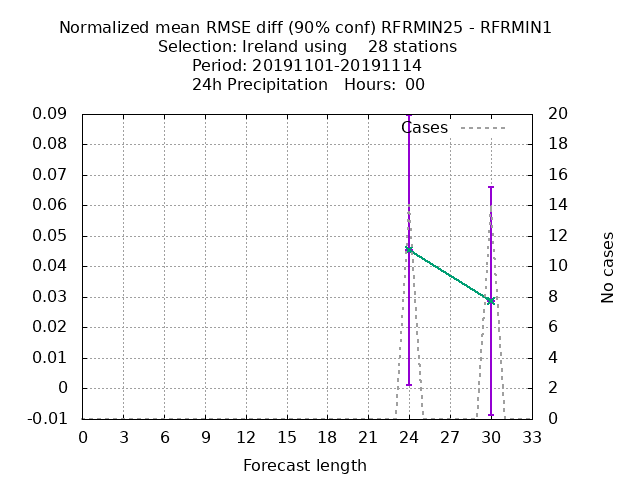 Normalized mean RMSE diff (90% conf) RFRMIN25 - RFRMIN1
Selection: Ireland using    28 stations
Period: 20191101-20191114
24h Precipitation   Hours:  00
Cases
0.09
0.08
0.07
0.06
0.05
0.04
0.03
0.02
0.01
0
-0.01
20
18
16
14
12
10
8
6
4
2
0
No cases
0 3 6 9 12 15 18 21 24 27 30 33
Forecast length